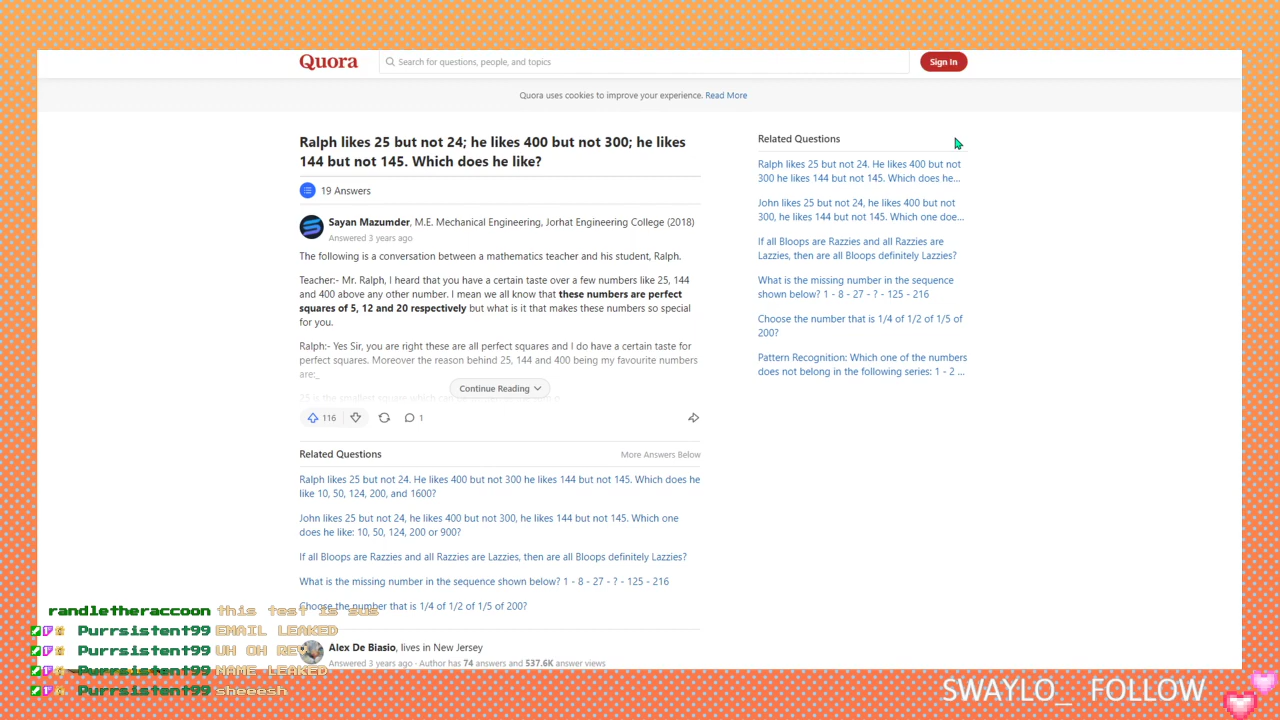 Quora
Search for questions, people, and topics
Sign In
Quora uses cookies to improve your experience. Read More
Ralph likes 25 but not 24; he likes 400 but not 300; he likes
144 but not 145. Which does he like?
19 Answers
Sayan Mazumder, M.E. Mechanical Engineering, Jorhat Engineering College (2018)
Answered 3 years ago
The following is a conversation between a mathematics teacher and his student, Ralph.
Teacher:- Mr. Ralph, I heard that you have a certain taste over a few numbers like 25, 144
and 400 above any other number. I mean we all know that these numbers are perfect
squares of 5, 12 and 20 respectively but what is it that makes these numbers so special
for you.
Ralph:- Yes Sir, you are right these are all perfect squares and I do have a certain taste for
perfect squares. Moreover the reason behind 25, 144 and 400 being my favourite numbers
are:_
25 is the smallest square which can
Continue Reading
116
1
Related Questions
More Answers Below
Ralph likes 25 but not 24. He likes 400 but not 300 he likes 144 but not 145. Which does he
like 10, 50, 124, 200, and 1600?
John likes 25 but not 24, he likes 400 but not 300, he likes 144 but not 145. Which one
does he like: 10, 50, 124, 200 or 900?
If all Bloops are Razzies and all Razzies are Lazzies, then are all Bloops definitely Lazzies?
What is the missing number in the sequence shown below? 1 - 8 - 27 - ? - 125 - 216
Choose the number that is 1/4 of 1/2 of 1/5 of 200?
Alex De Biasio, lives in New Jersey
Answered 3 years ago · Author has 74 answers and 537.6K answer views
Related Questions
Ralph likes 25 but not 24. He likes 400 but not
300 he likes 144 but not 145. Which does he...
John likes 25 but not 24, he likes 400 but not
300, he likes 144 but not 145. Which one doe...
If all Bloops are Razzies and all Razzies are
Lazzies, then are all Bloops definitely Lazzies?
What is the missing number in the sequence
shown below? 1 - 8 - 27 - ? - 125 - 216
Choose the number that is 1/4 of 1/2 of 1/5 of
200?
Pattern Recognition: Which one of the numbers
does not belong in the following series: 1 - 2 ...
randletheraccoon this test is sus
Purrsistent99 EMAIL LEAKED
Purrsistent99 UH OH
Purrsistent99 NAME LEAKED
Purrsistent99 sheeesh
SWAYLO_ FOLLOW